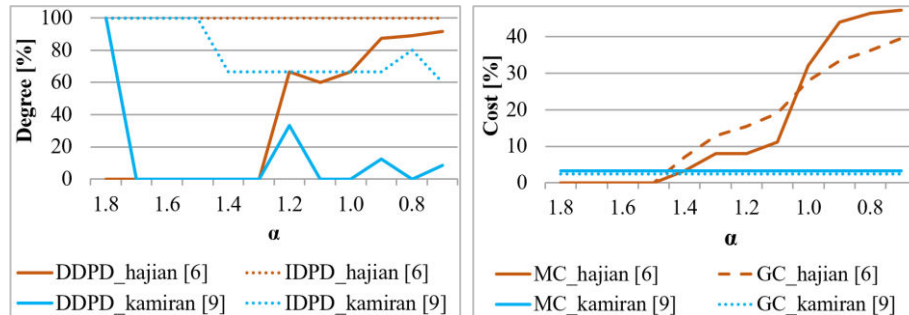 Degree [%]
100
80
60
40
20
0
1.8 1.6 1.4 1.2 1.0 0.8
α
DDPD_hajian [6] IDPD_hajian [6]
DDPD_kamiran [9] IDPD_kamiran [9]
Cost [%]
40
30
20
10
0
1.8 1.6 1.4 1.2 1.0 0.8
α
MC_hajian [6] GC_hajian [6]
MC_kamiran [9] GC_kamiran [9]